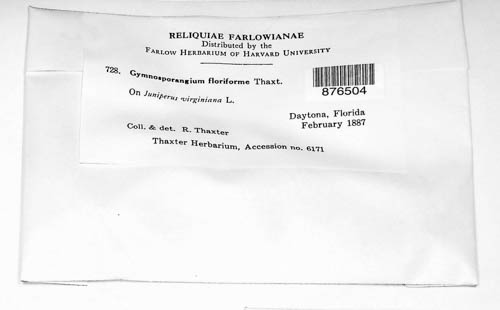 RELIQUIAE FARLOWIANAE
Distributed by the
FARLOW HERBARIUM OF HARVARD UNIVERSITY
728. Gymnosporangium floriforme Thaxt.
876504
On Juniperus virginiana L.
Daytona, Florida
February 1887
Coll. & det. R. Thaxter
Thaxter Herbarium, Accession no. 6171